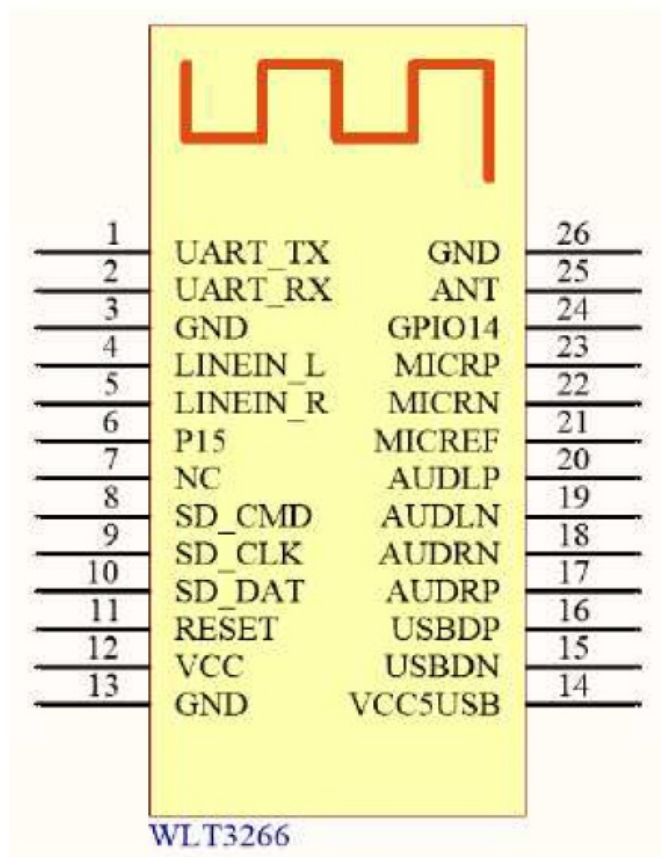 1 UART_TX GND 26
2 UART_RX ANT 25
3 GND GPIO14 24
4 LINEIN_L MICRP 23
5 LINEIN_R MICRN 22
6 P15 MICREF 21
7 NC AUDLP 20
8 SD_CMD AUDLN 19
9 SD_CLK AUDRN 18
10 SD_DAT AUDRP 17
11 RESET USBDP 16
12 VCC USBDN 15
13 GND VCC5USB 14
WLT3266